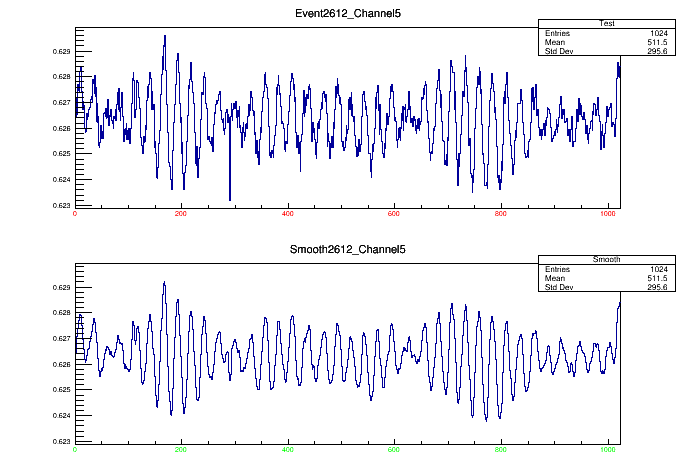 Event2612_Channel5
Test
Entries 1024
Mean 511.5
Std Dev 295.6
0.629
0.628
0.627
0.626
0.625
0.624
0.623
0 200 400 600 800 1000
Smooth2612_Channel5
Smooth
Entries 1024
Mean 511.5
Std Dev 295.6
0.629
0.628
0.627
0.626
0.625
0.624
0.623
0 200 400 600 800 1000